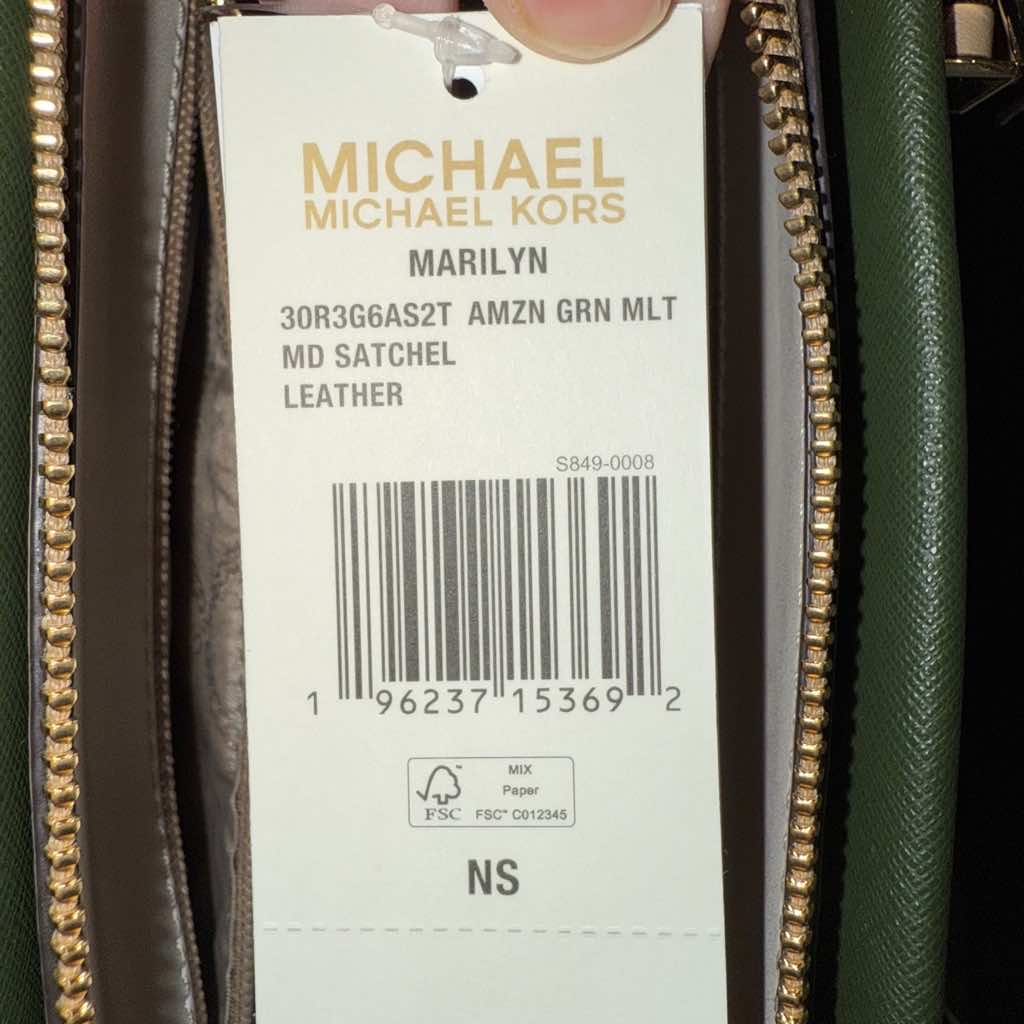 MICHAEL
MICHAEL KORS
MARILYN
30R3G6AS2T AMZN GRN MLT
MD SATCHEL
LEATHER
S849-0008
1 96237 15369 2
FSC
MIX
Paper
FSC™ C012345
NS